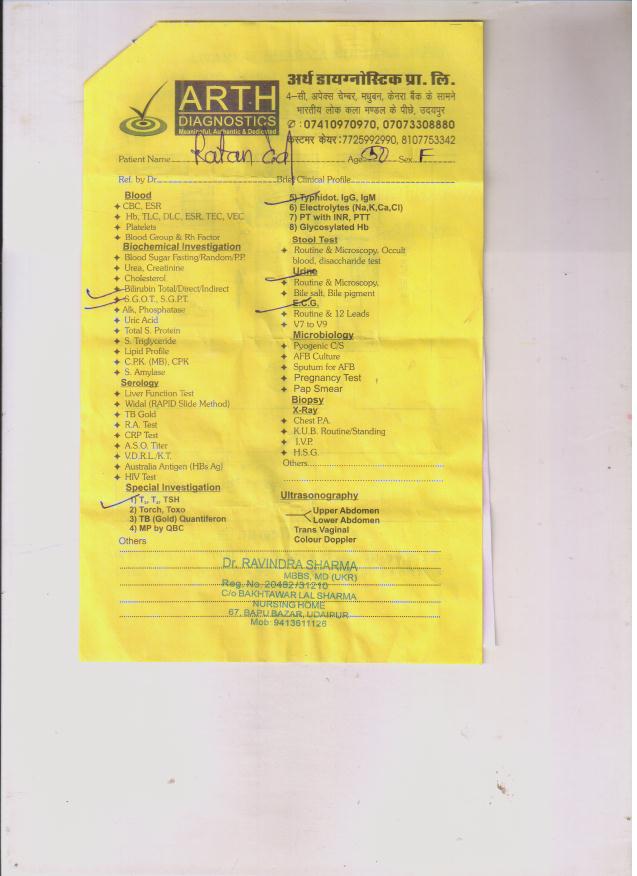 ARTH
DIAGNOSTICS
Meaningful, Authentic & Dedicated
अर्थ डायग्नोस्टिक प्रा. लि.
4–सी, अपेक्स चेम्बर, मधुबन, केनरा बैंक के सामने
भारतीय लोक कला मण्डल के पीछे, उदयपुर
✆ : 07410970970, 07073308880
कस्टमर केयर :7725992990, 8107753342
Patient Name Ratan Age 50 Sex F
Ref. by Dr. Brief Clinical Profile
Blood
CBC, ESR
Hb, TLC, DLC, ESR, TEC, VEC
Platelets
Blood Group & Rh Factor
Biochemical Investigation
Blood Sugar Fasting/Random/P.P.
Urea, Creatinine
Cholesterol
Bilirubin Total/Direct/Indirect
S.G.O.T., S.G.P.T.
Alk, Phosphatase
Uric Acid
Total S. Protein
S. Triglyceride
Lipid Profile
C.P.K. (MB), CPK
S. Amylase
Serology
Liver Function Test
Widal (RAPID Slide Method)
TB Gold
R.A. Test
CRP Test
A.S.O. Titer
V.D.R.L./K.T.
Australia Antigen (HBs Ag)
HIV Test
Special Investigation
1) T₃, T₄, TSH
2) Torch, Toxo
3) TB (Gold) Quantiferon
4) MP by QBC
Others
5) Typhidot, IgG, IgM
6) Electrolytes (Na,K,Ca,Cl)
7) PT with INR, PTT
8) Glycosylated Hb
Stool Test
Routine & Microscopy, Occult
blood, disaccharide test
Urine
Routine & Microscopy,
Bile salt, Bile pigment
E.C.G.
Routine & 12 Leads
V7 to V9
Microbiology
Pyogenic C/S
AFB Culture
Sputum for AFB
Pregnancy Test
Pap Smear
Biopsy
X-Ray
Chest P.A.
K.U.B. Routine/Standing
I.V.P.
H.S.G.
Others
Ultrasonography
Upper Abdomen
Lower Abdomen
Trans Vaginal
Colour Doppler
Dr. RAVINDRA SHARMA
MBBS, MD (UKR)
Reg. No. 20482/31210
C/o BAKHTAWAR LAL SHARMA
NURSING HOME
67, BAPU BAZAR, UDAIPUR
Mob: 9413611126